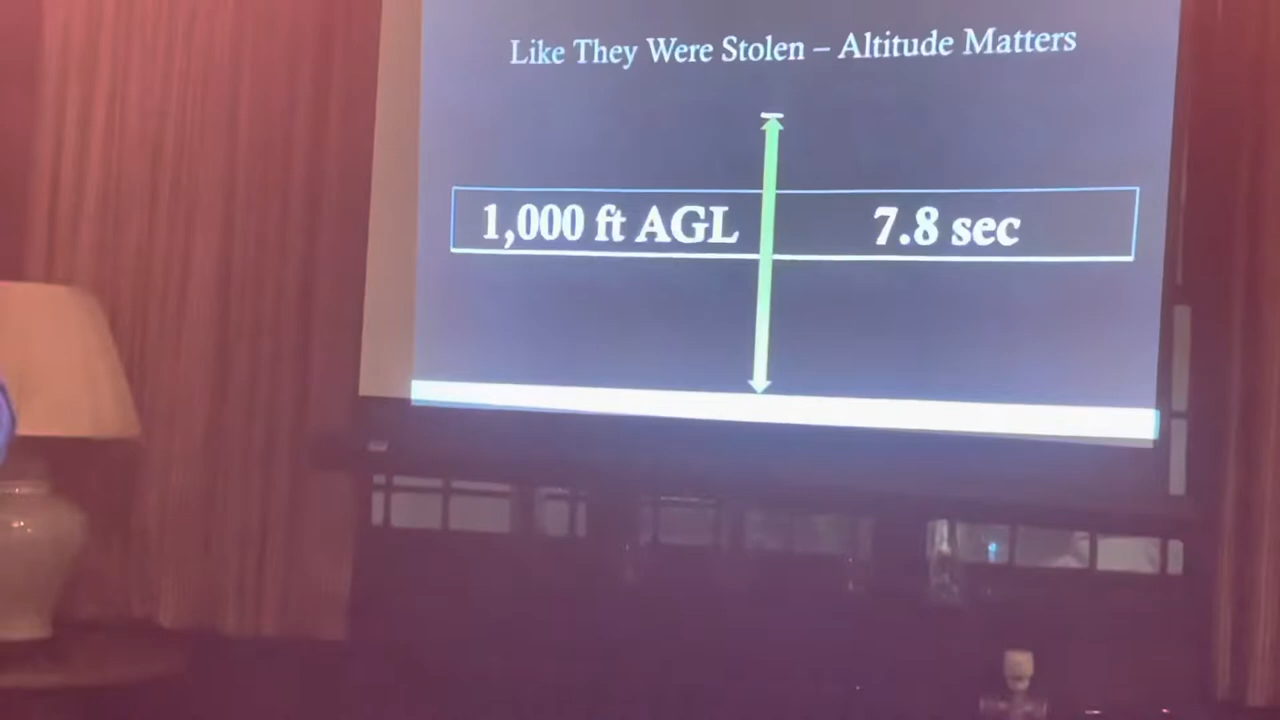 Like They Were Stolen – Altitude Matters
1,000 ft AGL 7.8 sec